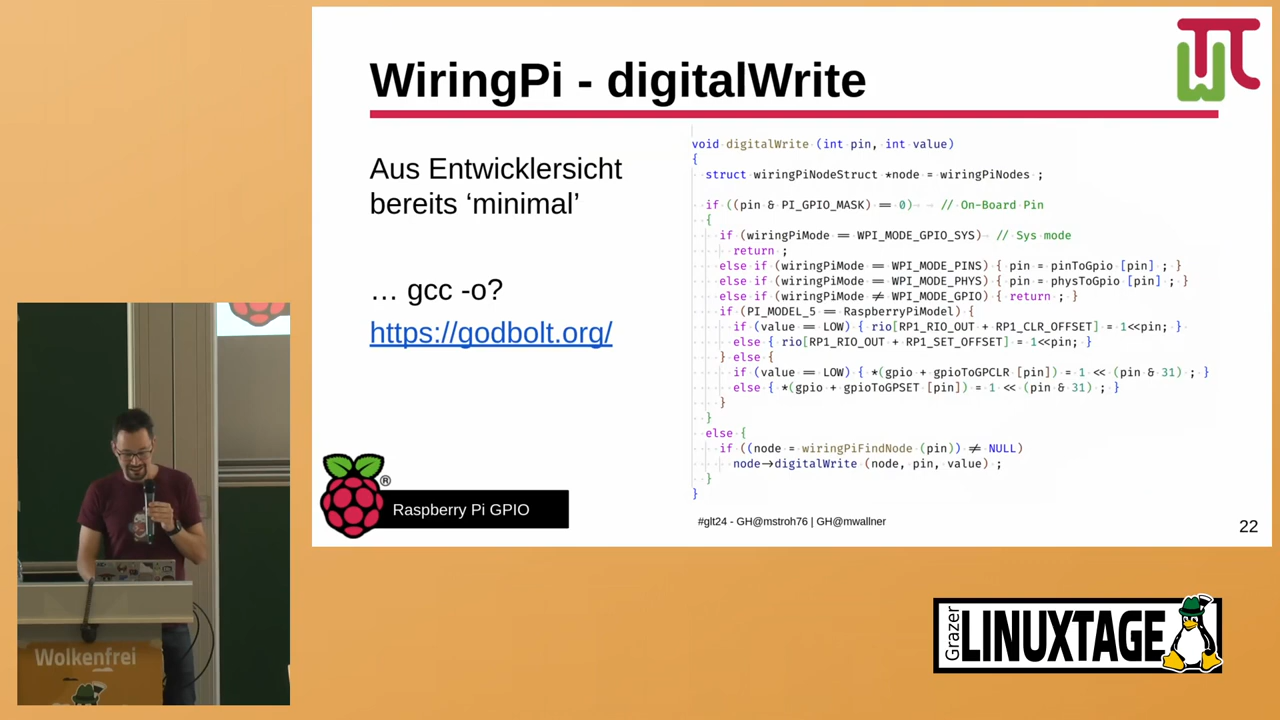 WiringPi - digitalWrite
Aus Entwicklersicht
bereits ‘minimal’
… gcc -o?
https://godbolt.org/
void digitalWrite (int pin, int value)
{
struct wiringPiNodeStruct *node = wiringPiNodes ;
if ((pin & PI_GPIO_MASK) == 0) // On-Board Pin
{
if (wiringPiMode == WPI_MODE_GPIO_SYS) // Sys mode
return ;
else if (wiringPiMode == WPI_MODE_PINS) { pin = pinToGpio [pin] ; }
else if (wiringPiMode == WPI_MODE_PHYS) { pin = physToGpio [pin] ; }
else if (wiringPiMode ≠ WPI_MODE_GPIO) { return ; }
if (PI_MODEL_5 == RaspberryPiModel) {
if (value == LOW) { rio[RP1_RIO_OUT + RP1_CLR_OFFSET] = 1<<pin; }
else { rio[RP1_RIO_OUT + RP1_SET_OFFSET] = 1<<pin; }
} else {
if (value == LOW) { *(gpio + gpioToGPCLR [pin]) = 1 << (pin & 31) ; }
else { *(gpio + gpioToGPSET [pin]) = 1 << (pin & 31) ; }
}
}
else {
if ((node = wiringPiFindNode (pin)) ≠ NULL)
node→digitalWrite (node, pin, value) ;
}
}
®
Raspberry Pi GPIO
#glt24 - GH@mstroh76 | GH@mwallner
22
Wolkenfrei
Grazer
LINUXTAGE